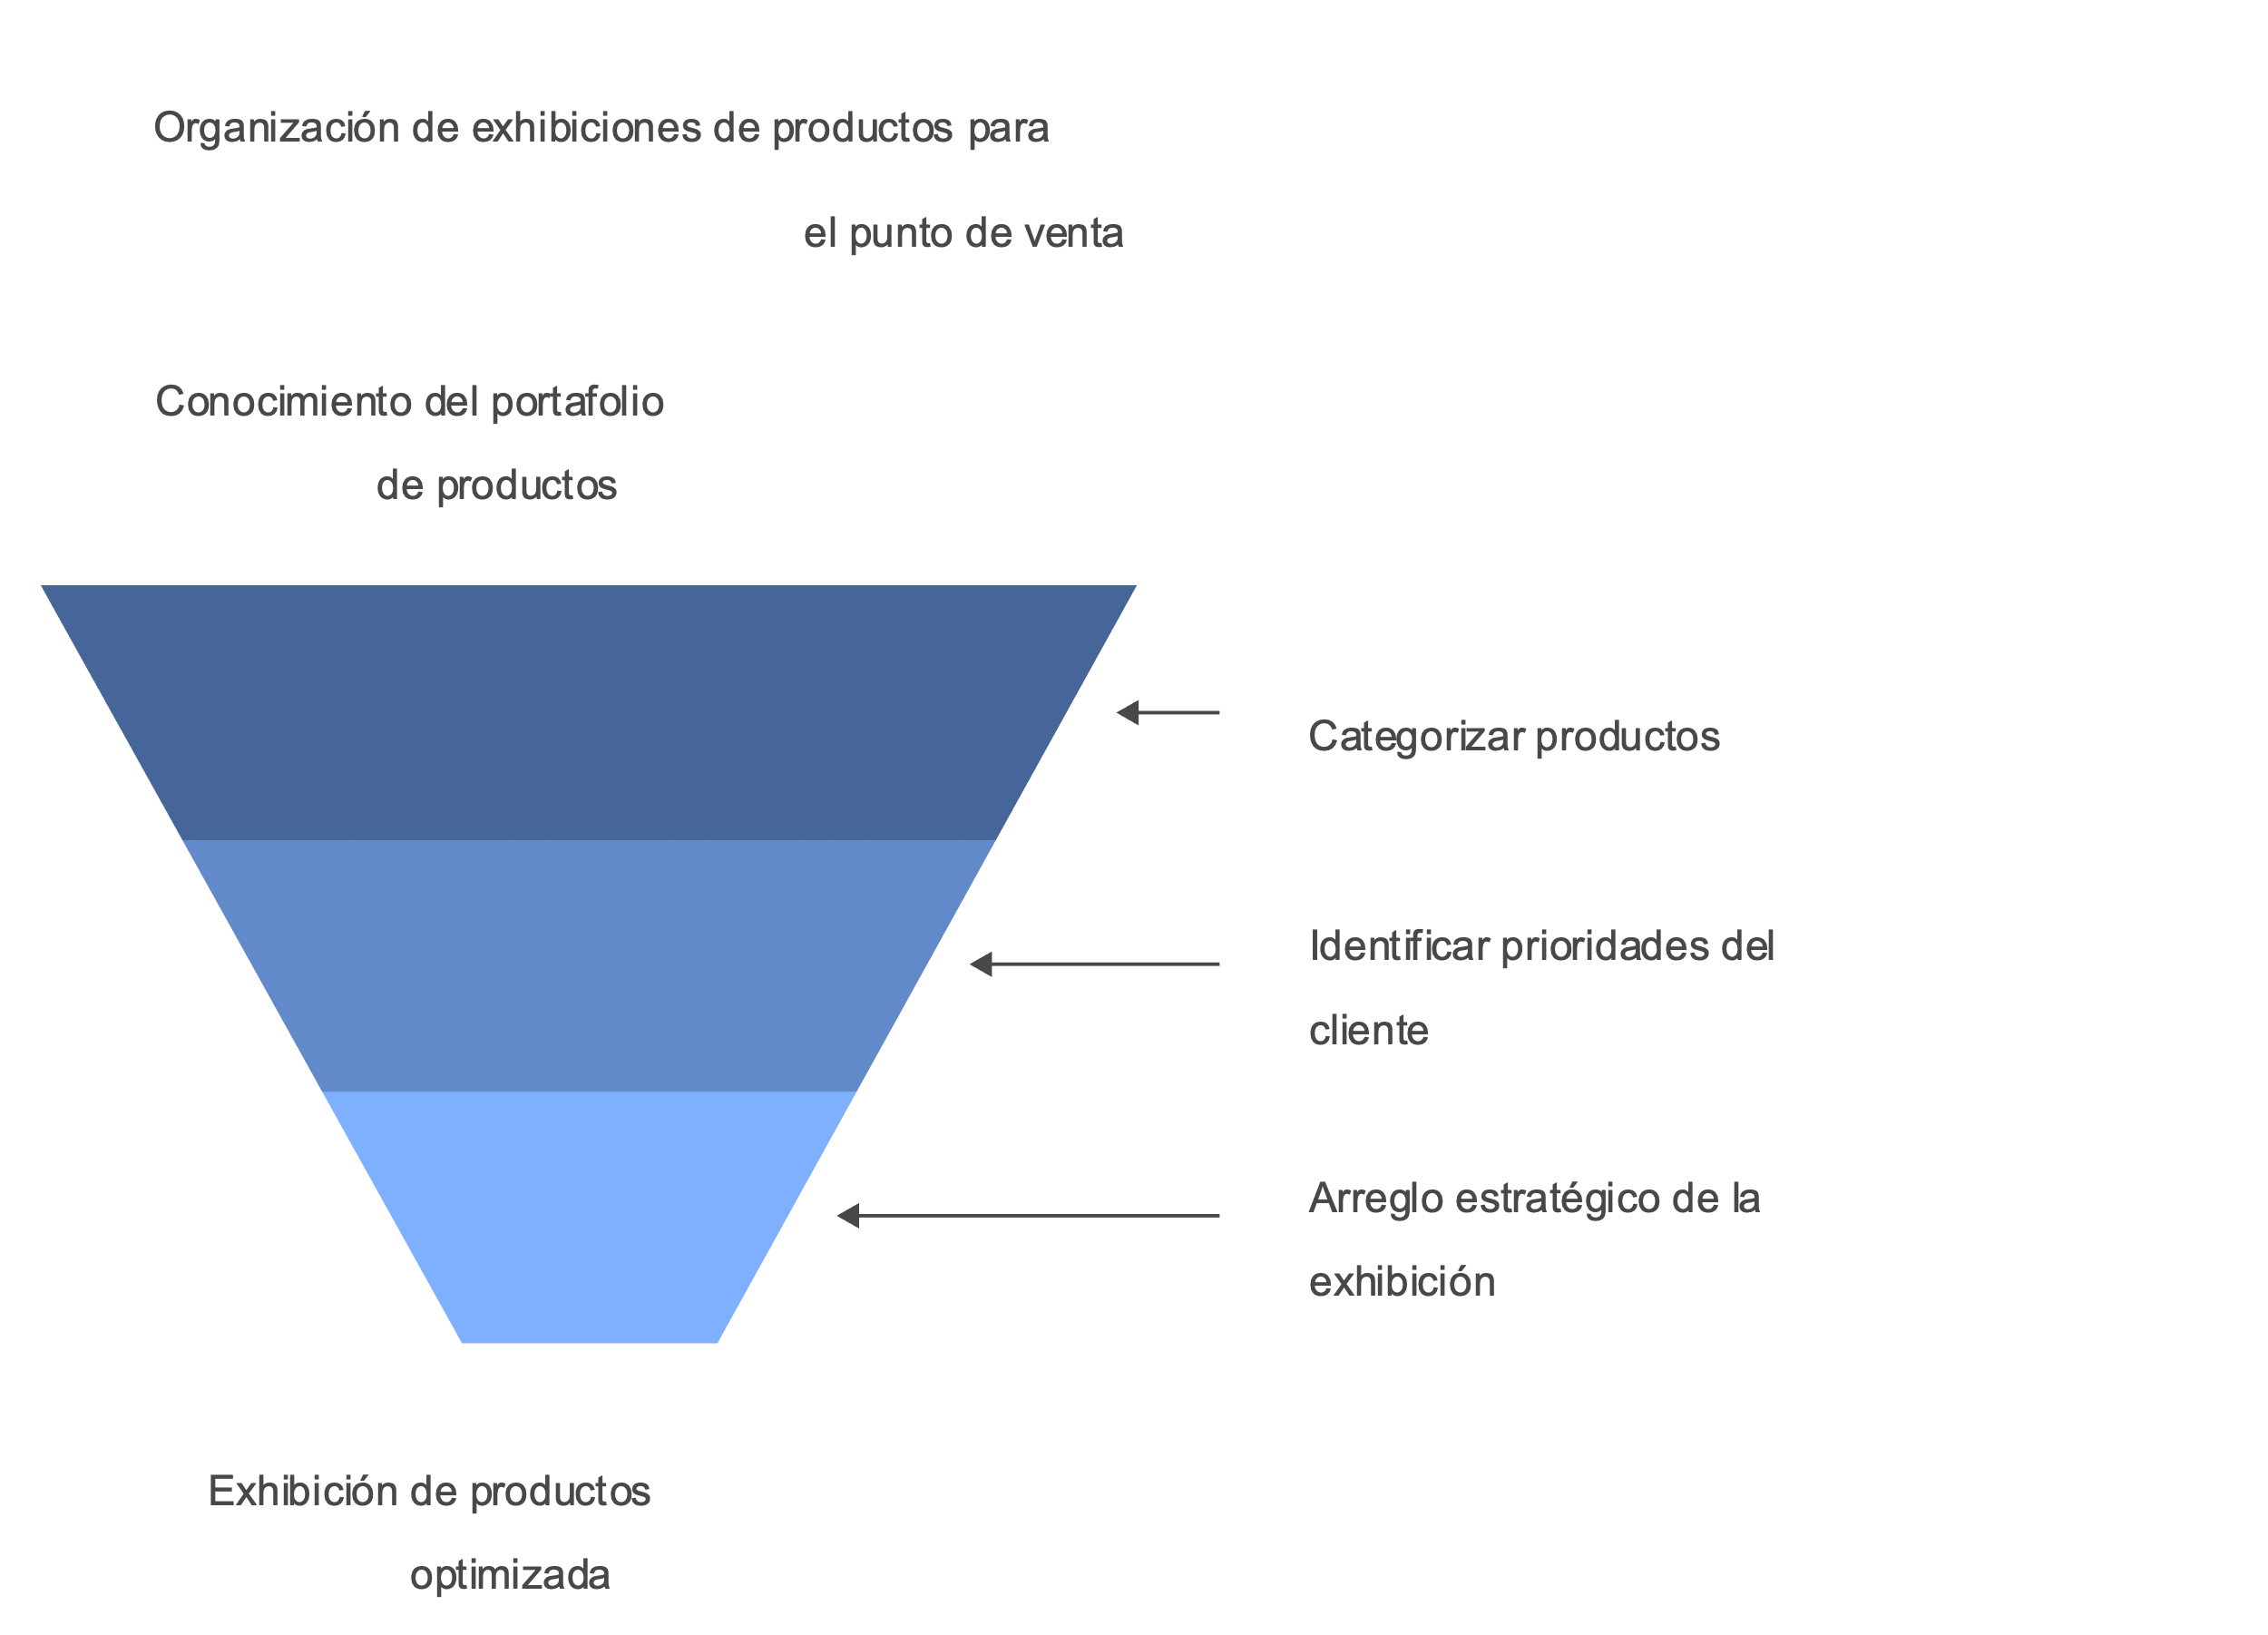 Organización de exhibiciones de productos para
el punto de venta
Conocimiento del portafolio
de productos
Categorizar productos
Identificar prioridades del
cliente
Arreglo estratégico de la
exhibición
Exhibición de productos
optimizada